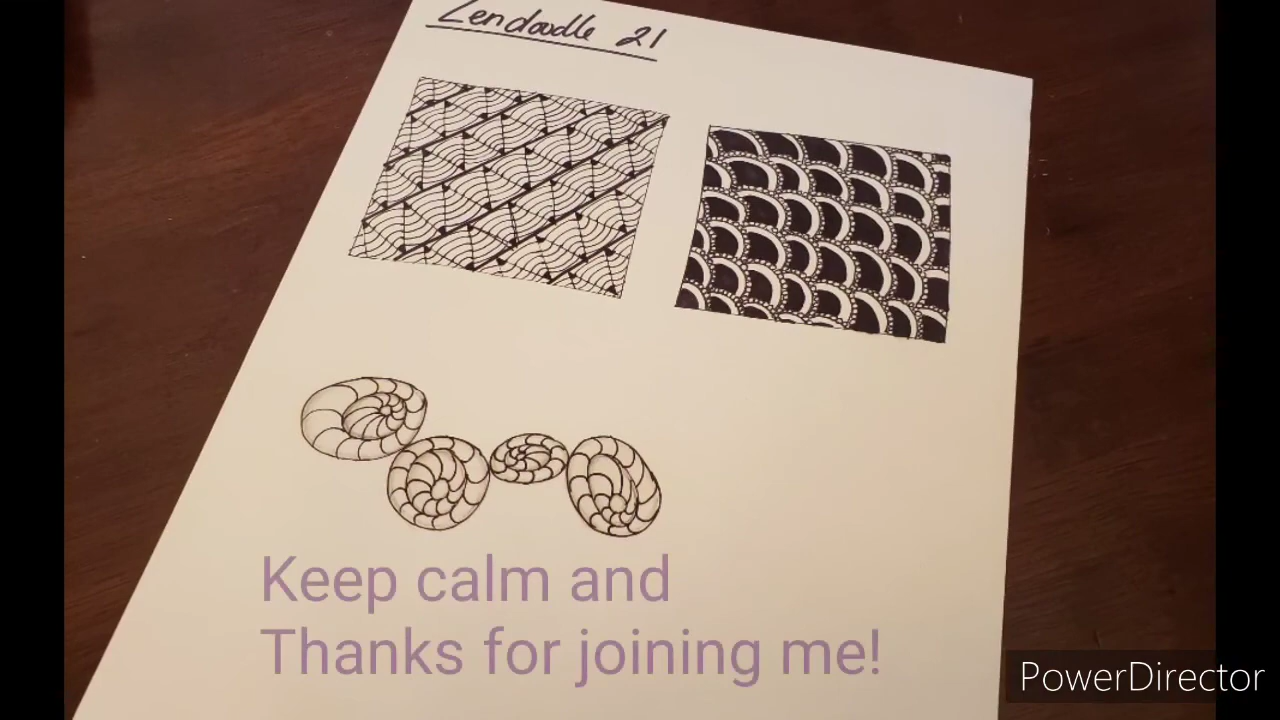 Zendoodle 21
Keep calm and
Thanks for joining me!
PowerDirector